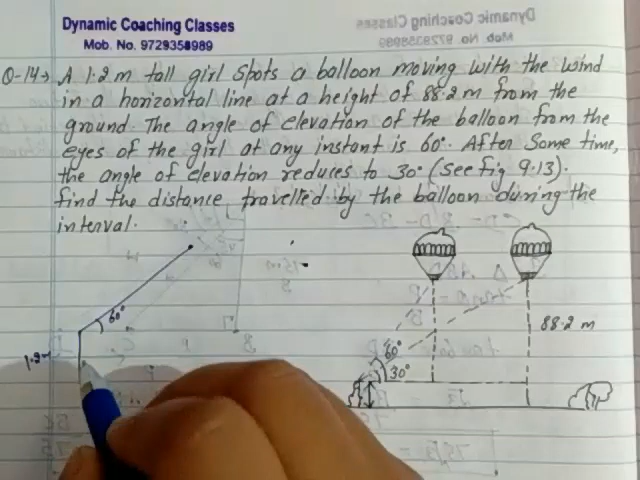 Dynamic Coaching Classes
Mob. No. 9729358989
Q-14→ A 1.2 m tall girl spots a balloon moving with the wind
in a horizontal line at a height of 88.2 m from the
ground. The angle of elevation of the balloon from the
eyes of the girl at any instant is 60°. After some time,
the angle of elevation reduces to 30° (see fig 9.13).
find the distance travelled by the balloon during the
interval.
60°
1.2m
88.2 m
60°
30°